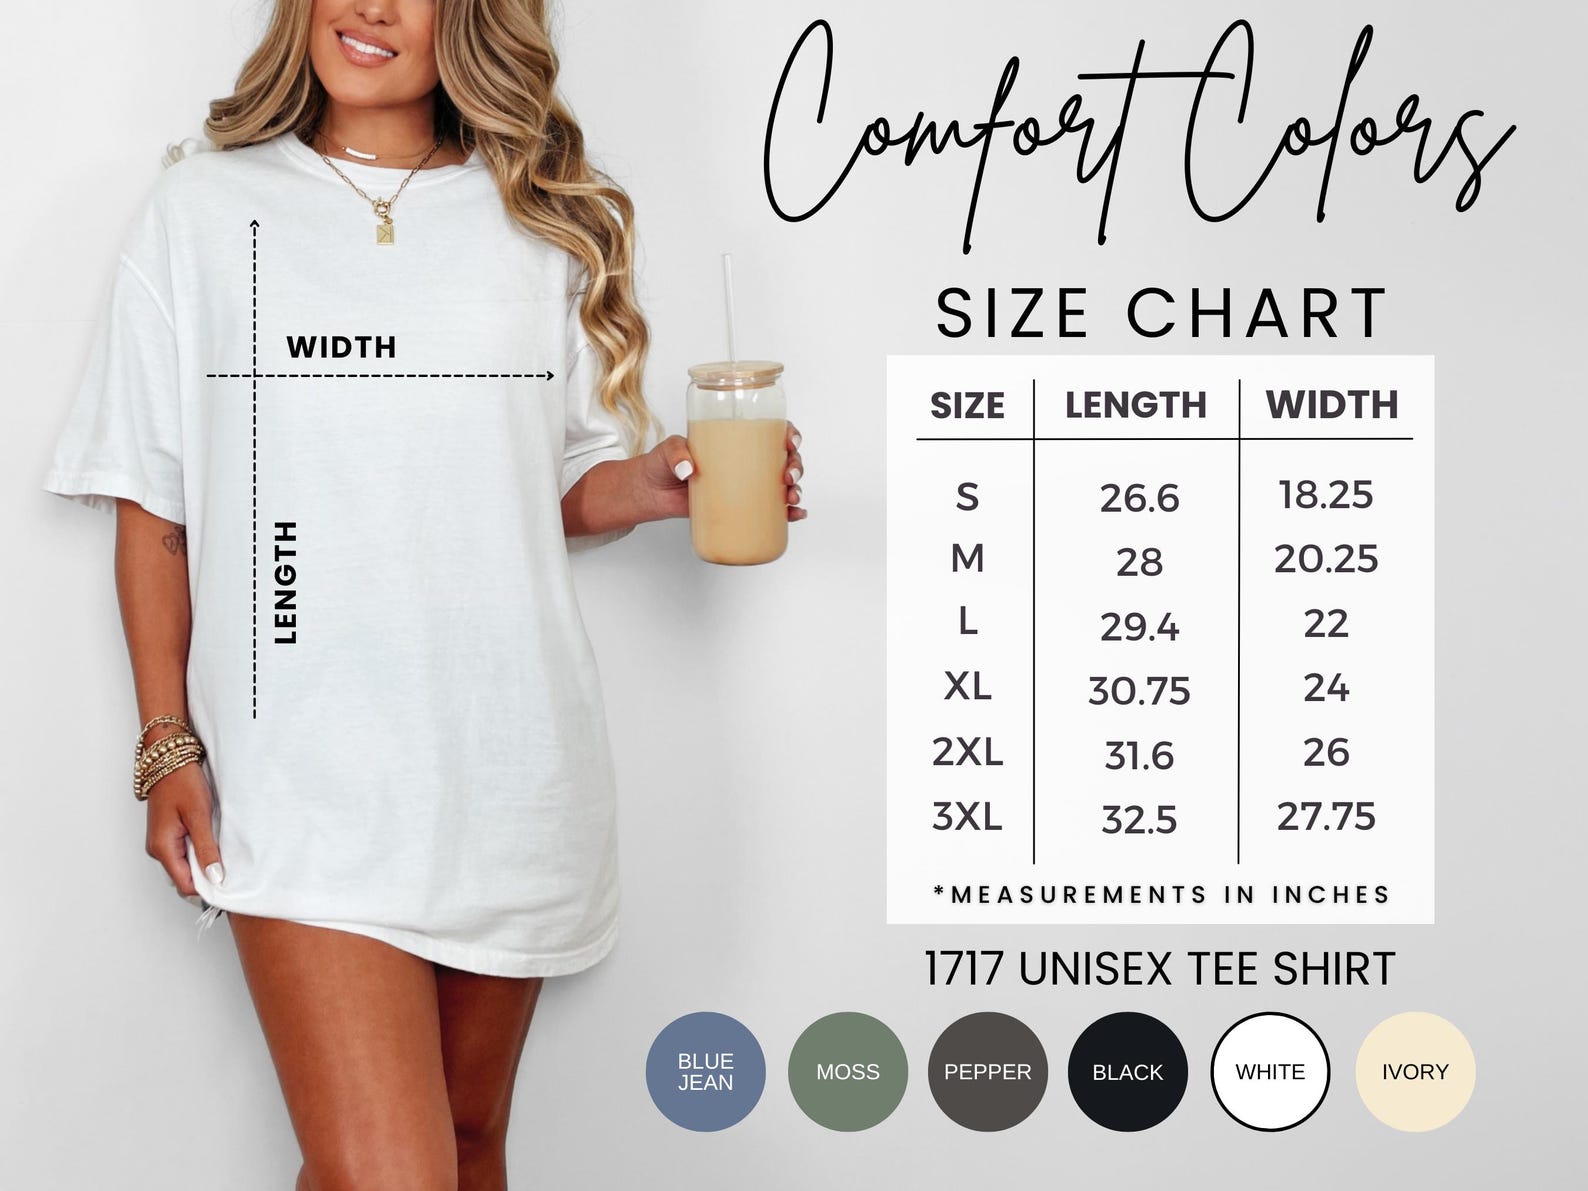 Comfort Colors
SIZE CHART
WIDTH
LENGTH
SIZE LENGTH WIDTH
S 26.6 18.25
M 28 20.25
L 29.4 22
XL 30.75 24
2XL 31.6 26
3XL 32.5 27.75
*MEASUREMENTS IN INCHES
1717 UNISEX TEE SHIRT
BLUE
JEAN
MOSS
PEPPER
BLACK
WHITE
IVORY